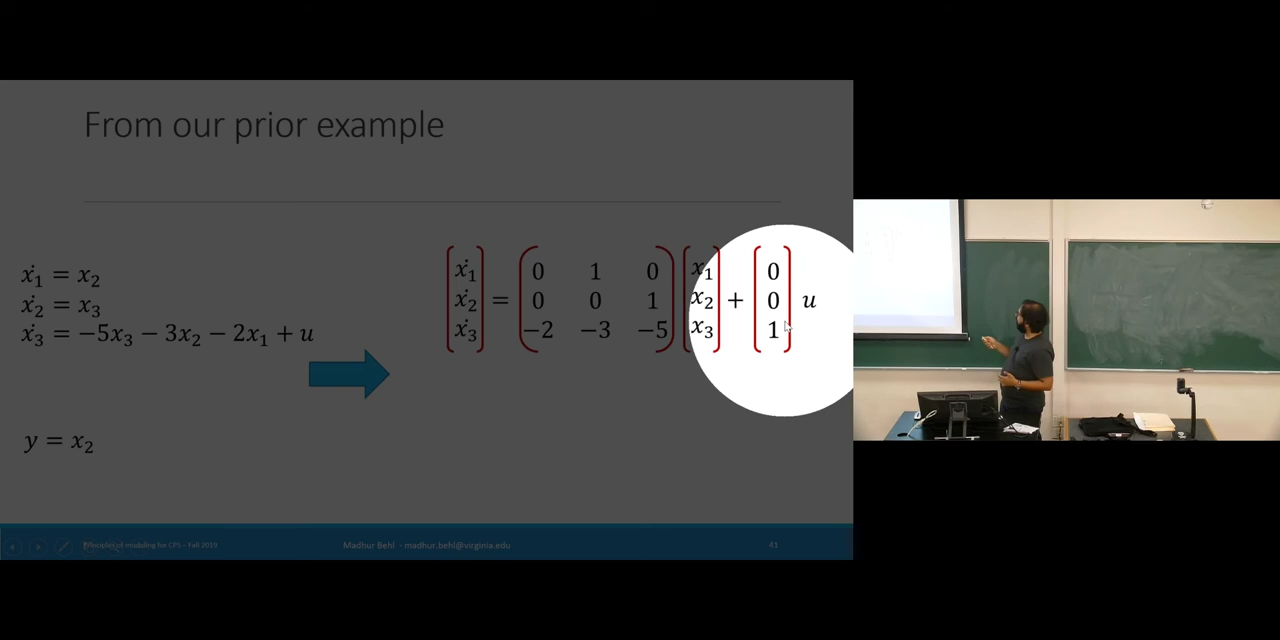 From our prior example
ẋ₁ = x₂
ẋ₂ = x₃
ẋ₃ = −5x₃ − 3x₂ − 2x₁ + u
y = x₂
[ẋ₁] = (0 1 0) [x₁] + [0] u
[ẋ₂] (0 0 1) [x₂] [0]
[ẋ₃] (−2 −3 −5) [x₃] [1]
Principles of modeling for CPS – Fall 2019
Madhur Behl - madhur.behl@virginia.edu
41